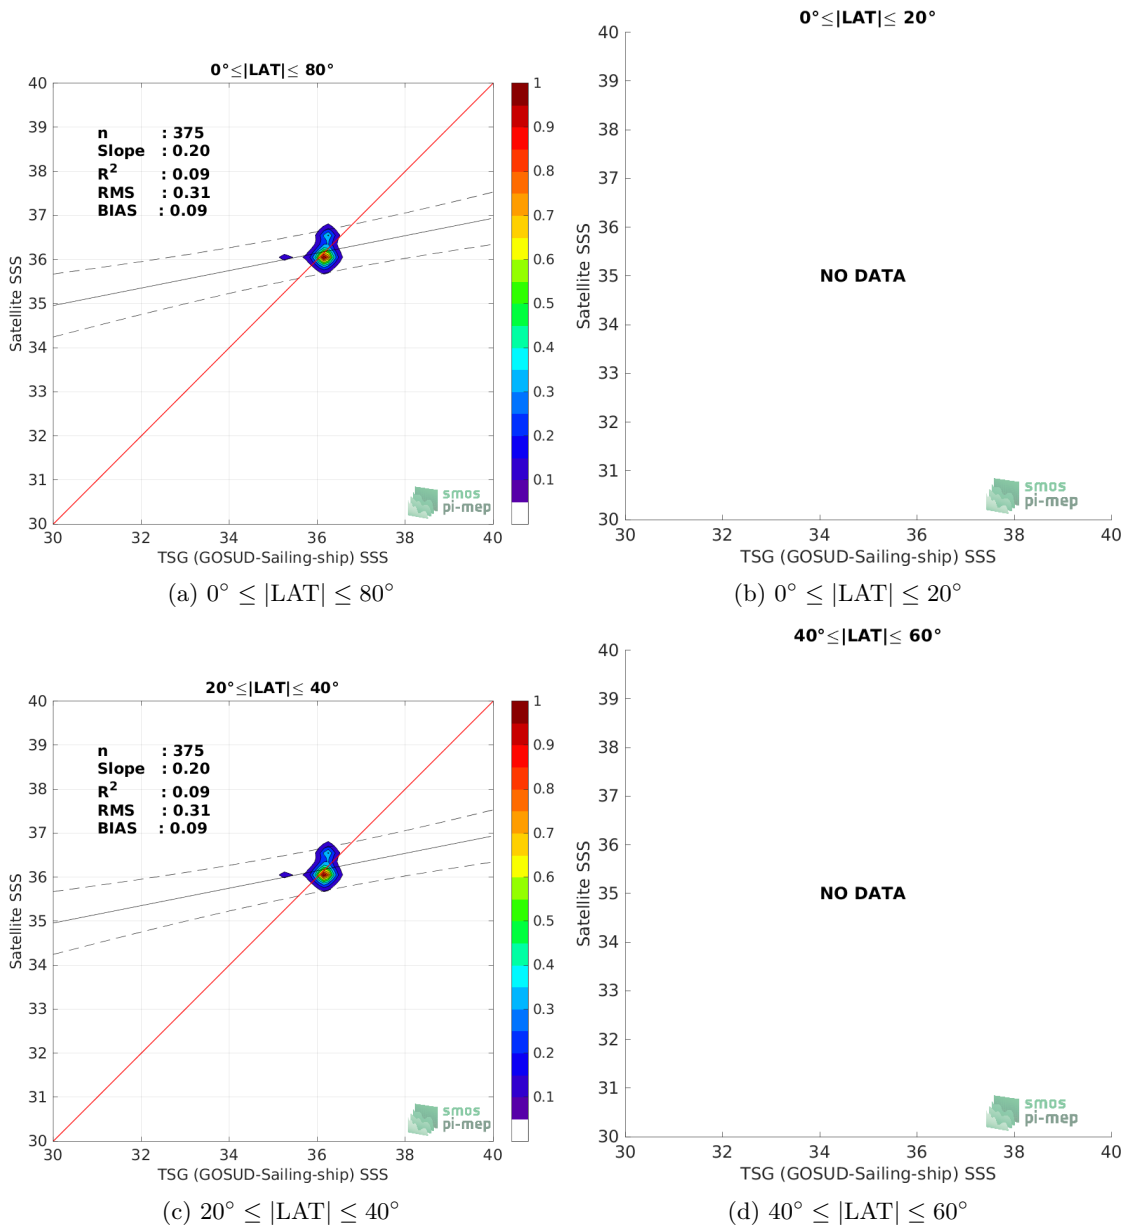 0°≤|LAT|≤ 80°
40
39
38
37
36
35
34
33
32
31
30
Satellite SSS
n : 375
Slope : 0.20
R² : 0.09
RMS : 0.31
BIAS : 0.09
smos
pi-mep
30 32 34 36 38 40
TSG (GOSUD-Sailing-ship) SSS
1
0.9
0.8
0.7
0.6
0.5
0.4
0.3
0.2
0.1
(a) 0° ≤ |LAT| ≤ 80°
0°≤|LAT|≤ 20°
40
39
38
37
36
35
34
33
32
31
30
Satellite SSS
NO DATA
smos
pi-mep
30 32 34 36 38 40
TSG (GOSUD-Sailing-ship) SSS
(b) 0° ≤ |LAT| ≤ 20°
20°≤|LAT|≤ 40°
40
39
38
37
36
35
34
33
32
31
30
Satellite SSS
n : 375
Slope : 0.20
R² : 0.09
RMS : 0.31
BIAS : 0.09
smos
pi-mep
30 32 34 36 38 40
TSG (GOSUD-Sailing-ship) SSS
1
0.9
0.8
0.7
0.6
0.5
0.4
0.3
0.2
0.1
(c) 20° ≤ |LAT| ≤ 40°
40°≤|LAT|≤ 60°
40
39
38
37
36
35
34
33
32
31
30
Satellite SSS
NO DATA
smos
pi-mep
30 32 34 36 38 40
TSG (GOSUD-Sailing-ship) SSS
(d) 40° ≤ |LAT| ≤ 60°